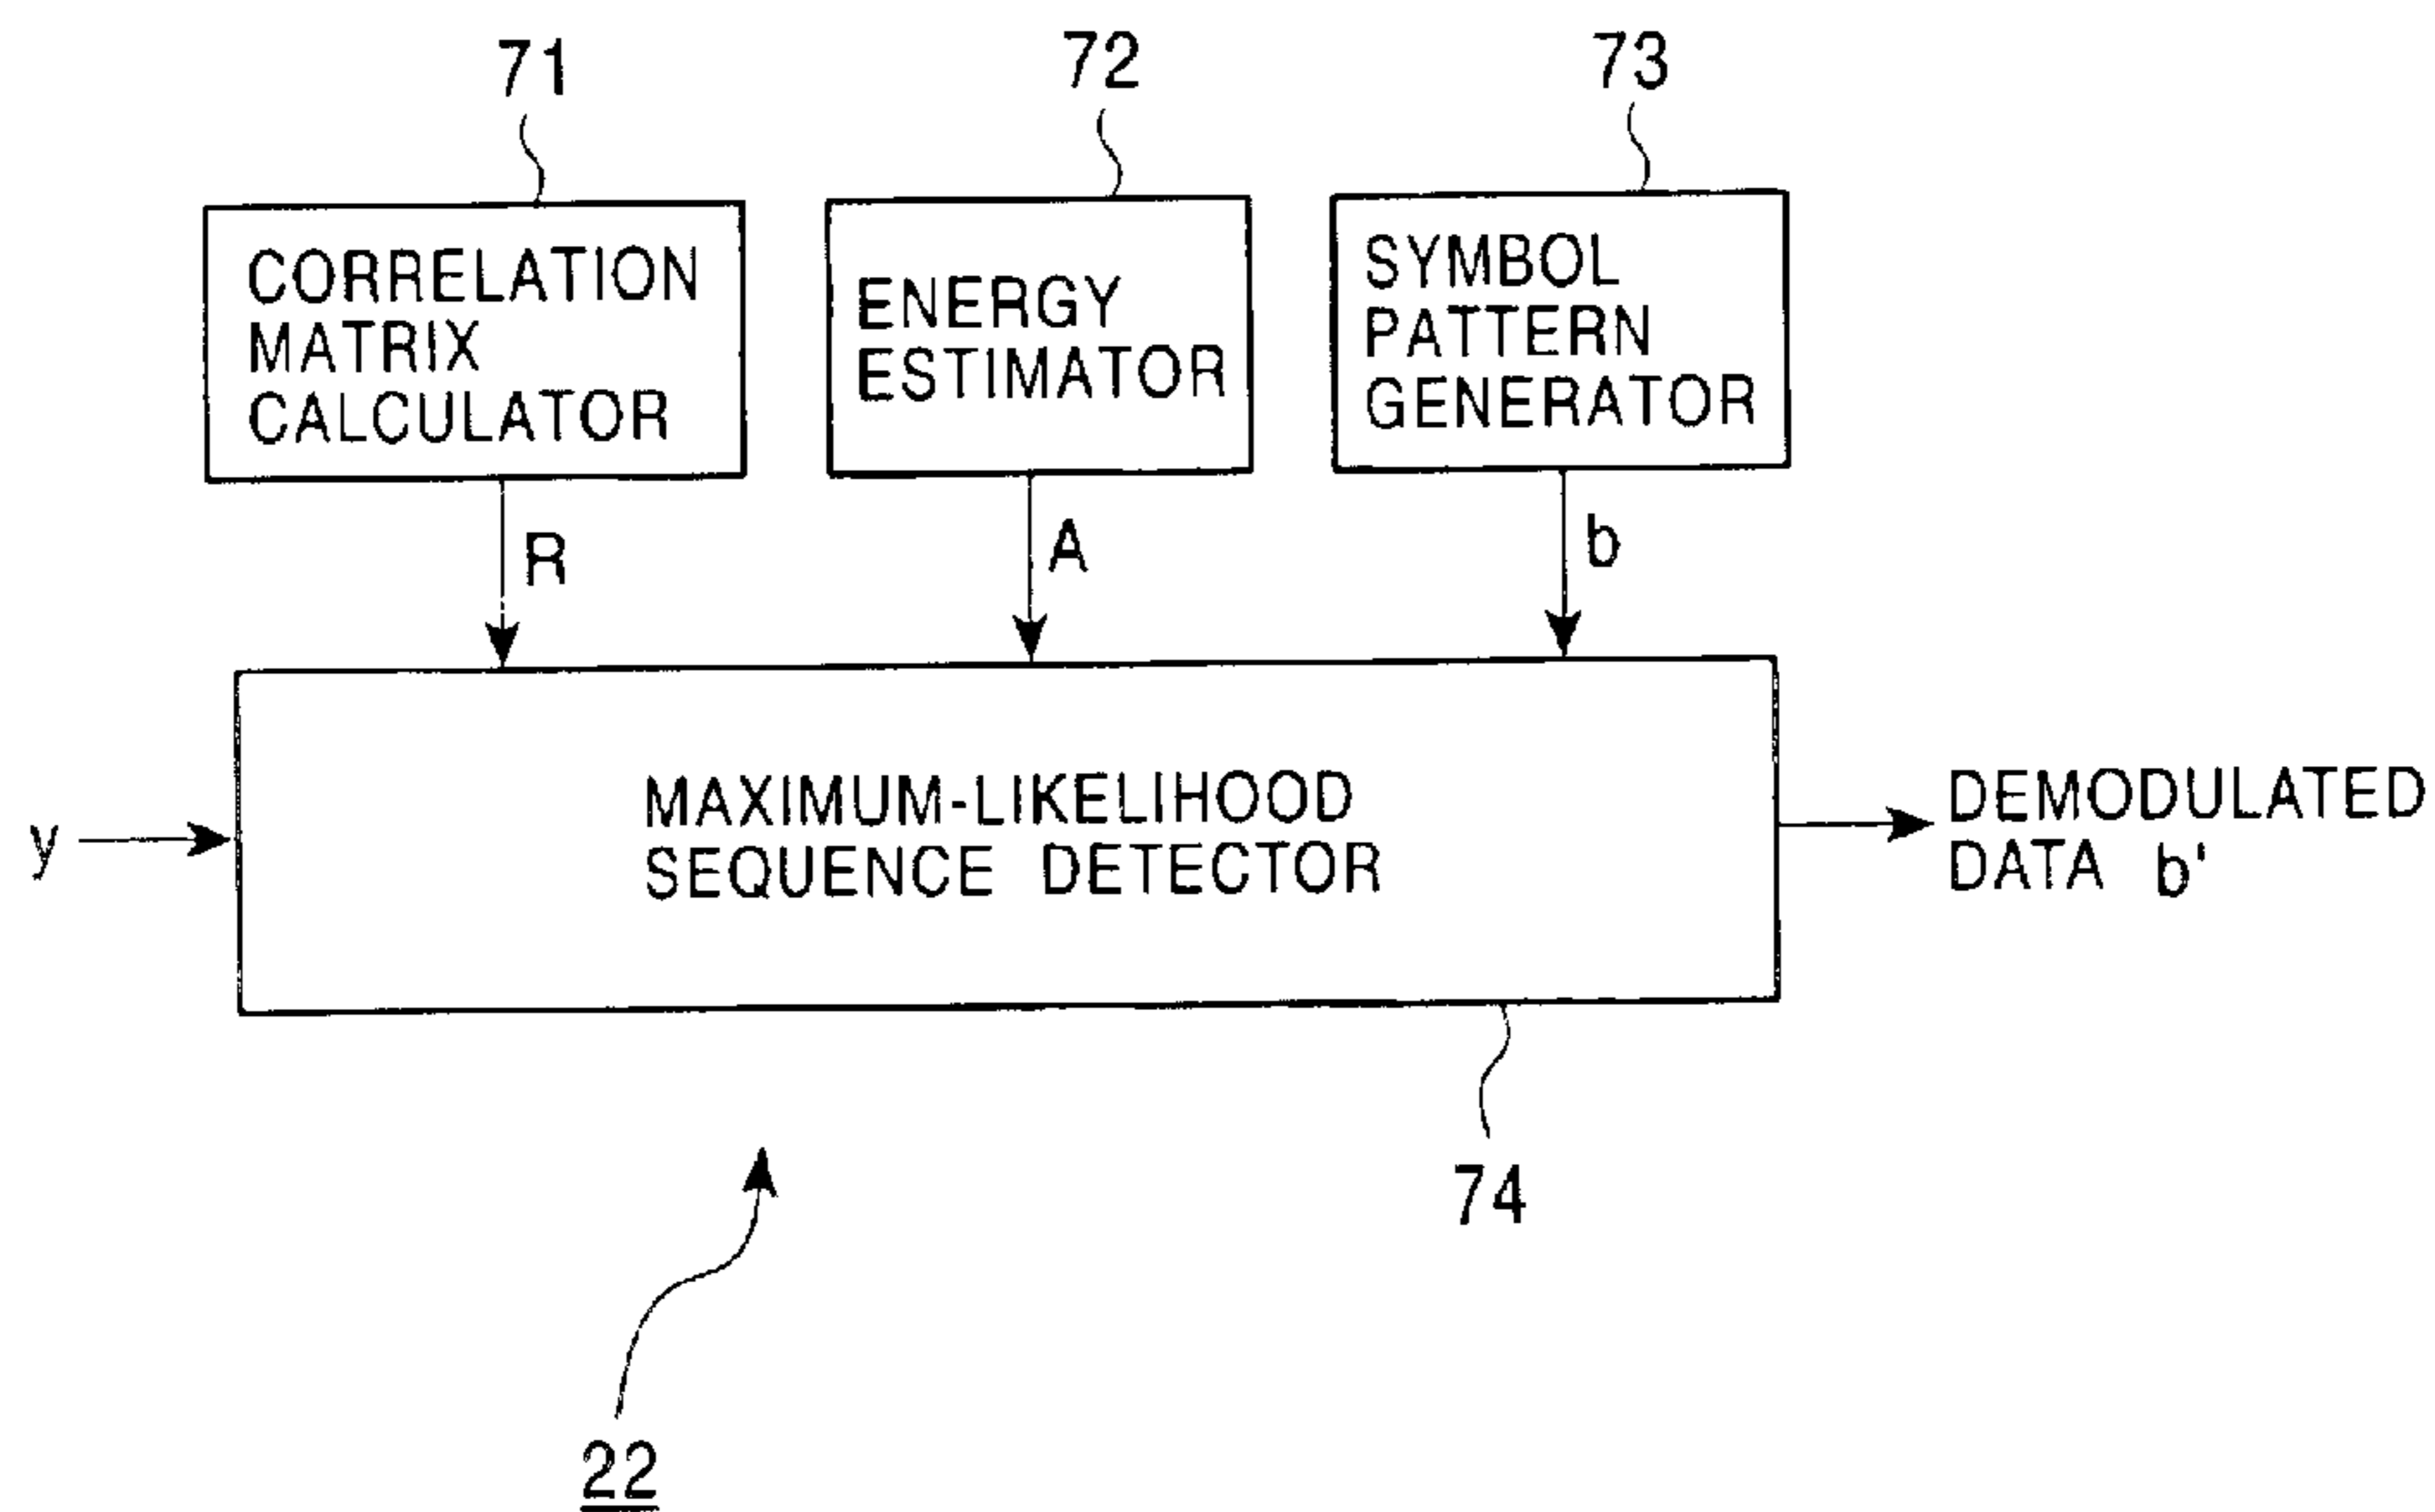 71
72
73
CORRELATION
MATRIX
CALCULATOR
ENERGY
ESTIMATOR
SYMBOL
PATTERN
GENERATOR
R
A
b
y
MAXIMUM-LIKELIHOOD
SEQUENCE DETECTOR
DEMODULATED
DATA b'
74
22